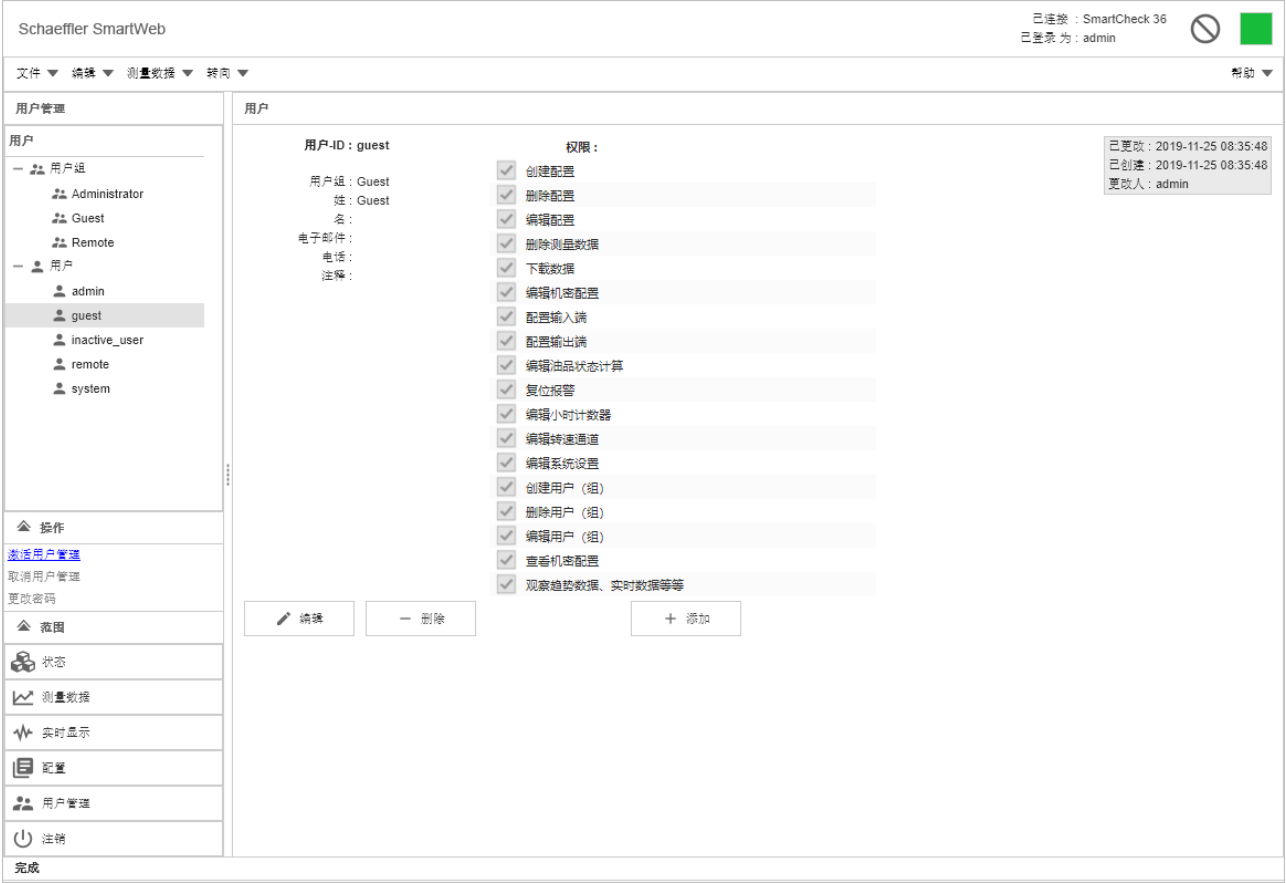 Schaeffler SmartWeb
已连接 : SmartCheck 36
已登录 为 : admin
文件 编辑 测量数据 转向 帮助
用户管理
用户
用户组
Administrator
Guest
Remote
用户
admin
guest
inactive_user
remote
system
操作
激活用户管理
取消用户管理
更改密码
范围
状态
测量数据
实时显示
配置
用户管理
注销
用户
用户-ID : guest
用户组 : Guest
姓 : Guest
名 :
电子邮件 :
电话 :
注释 :
权限 :
创建配置
删除配置
编辑配置
删除测量数据
下载数据
编辑机密配置
配置输入端
配置输出端
编辑油品状态计算
复位报警
编辑小时计数器
编辑转速通道
编辑系统设置
创建用户（组）
删除用户（组）
编辑用户（组）
查看机密配置
观察趋势数据、实时数据等等
已更改 : 2019-11-25 08:35:48
已创建 : 2019-11-25 08:35:48
更改人 : admin
编辑 删除 添加
完成